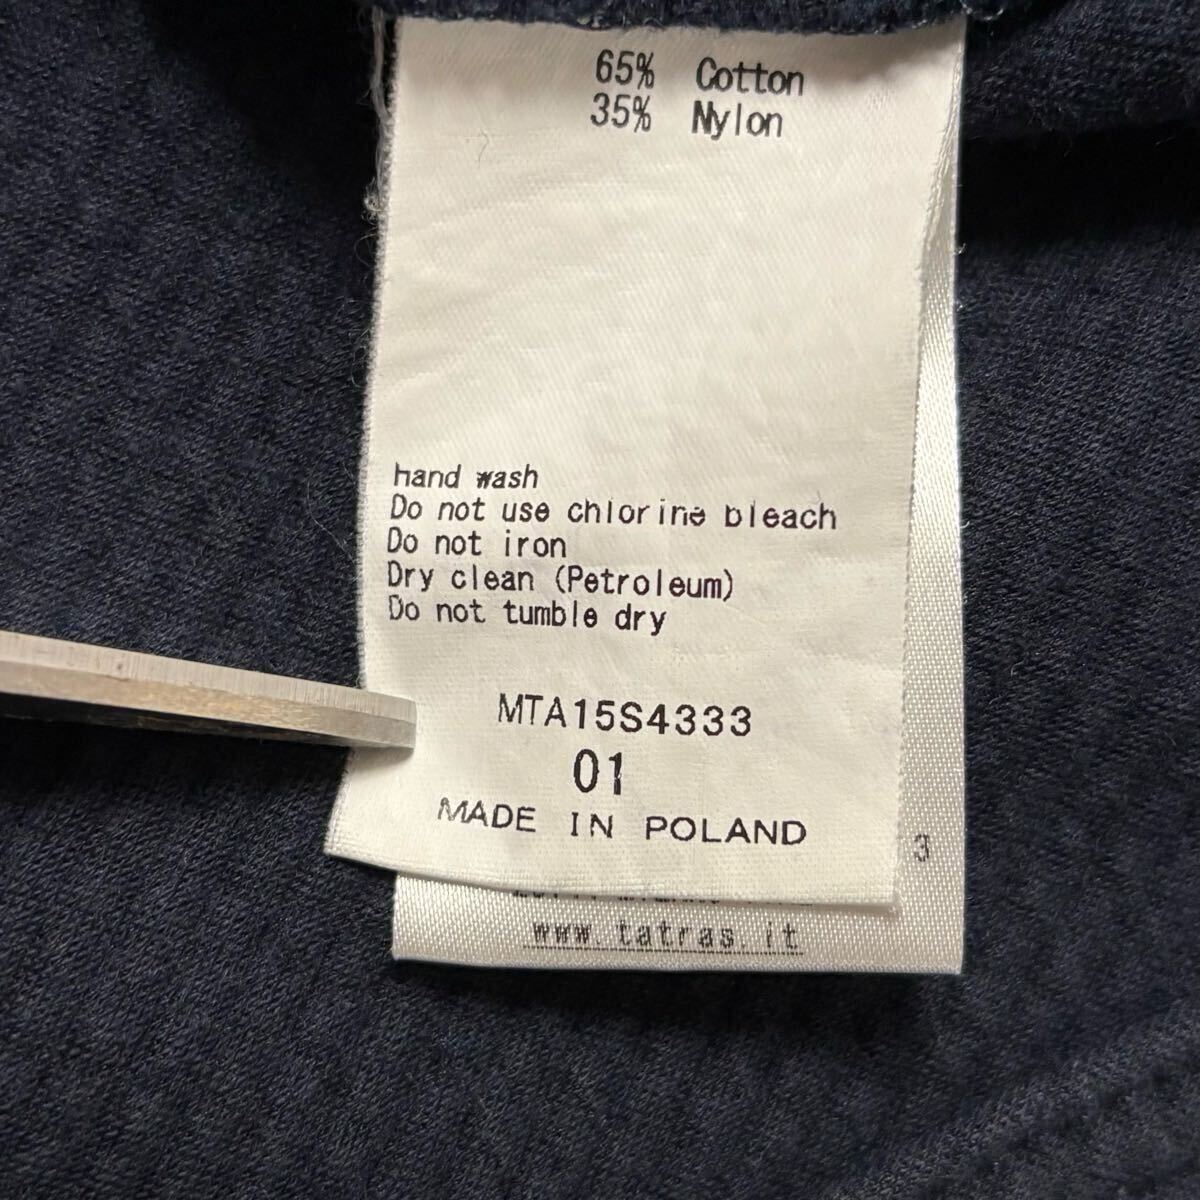 65% Cotton
35% Nylon
hand wash
Do not use chlorine bleach
Do not iron
Dry clean (Petroleum)
Do not tumble dry
MTA15S4333
01
MADE IN POLAND
3
www.tatras.it